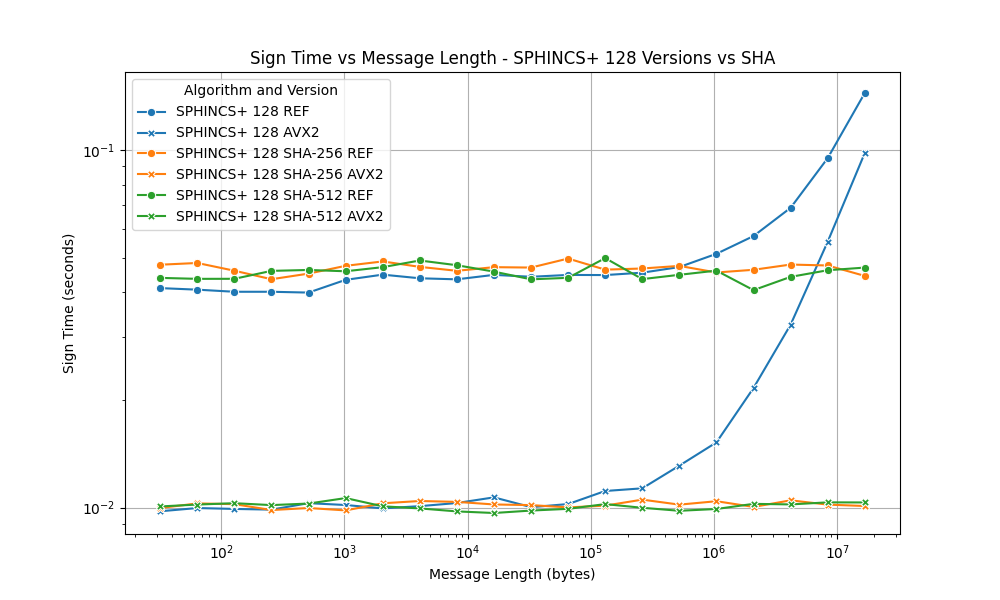 Sign Time vs Message Length - SPHINCS+ 128 Versions vs SHA
Algorithm and Version
SPHINCS+ 128 REF
SPHINCS+ 128 AVX2
SPHINCS+ 128 SHA-256 REF
SPHINCS+ 128 SHA-256 AVX2
SPHINCS+ 128 SHA-512 REF
SPHINCS+ 128 SHA-512 AVX2
Sign Time (seconds)
10⁻¹
10⁻²
10² 10³ 10⁴ 10⁵ 10⁶ 10⁷
Message Length (bytes)